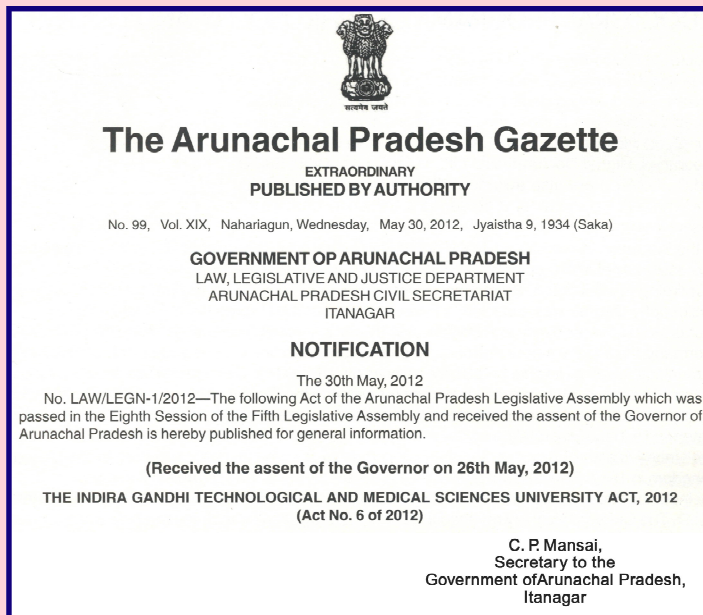 सत्यमेव जयते
The Arunachal Pradesh Gazette
EXTRAORDINARY
PUBLISHED BY AUTHORITY
No. 99, Vol. XIX, Nahariagun, Wednesday, May 30, 2012, Jyaistha 9, 1934 (Saka)
GOVERNMENT OP ARUNACHAL PRADESH
LAW, LEGISLATIVE AND JUSTICE DEPARTMENT
ARUNACHAL PRADESH CIVIL SECRETARIAT
ITANAGAR
NOTIFICATION
The 30th May, 2012
No. LAW/LEGN-1/2012—The following Act of the Arunachal Pradesh Legislative Assembly which was
passed in the Eighth Session of the Fifth Legislative Assembly and received the assent of the Governor of
Arunachal Pradesh is hereby published for general information.
(Received the assent of the Governor on 26th May, 2012)
THE INDIRA GANDHI TECHNOLOGICAL AND MEDICAL SCIENCES UNIVERSITY ACT, 2012
(Act No. 6 of 2012)
C. P. Mansai,
Secretary to the
Government ofArunachal Pradesh,
Itanagar